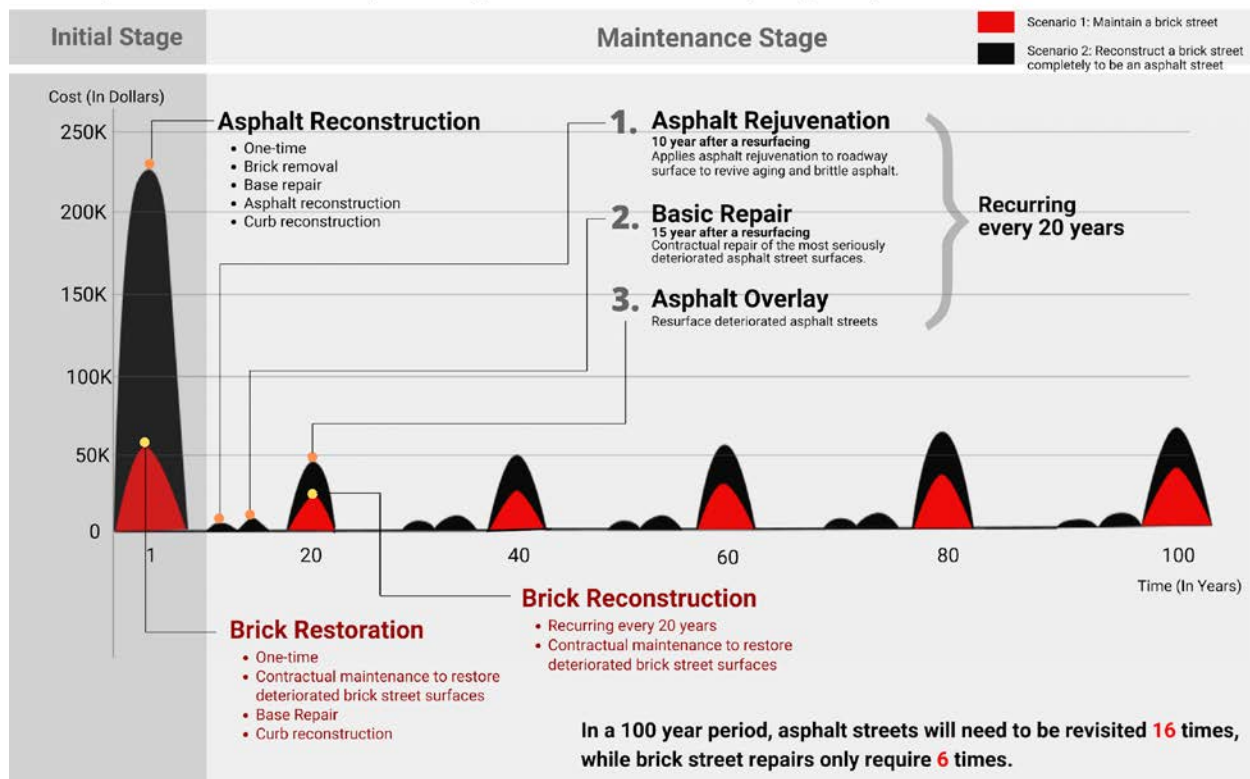 Initial Stage
Maintenance Stage
Scenario 1: Maintain a brick street
Scenario 2: Reconstruct a brick street
completely to be an asphalt street
Cost (In Dollars)
250K
200K
150K
100K
50K
0
Asphalt Reconstruction
• One-time
• Brick removal
• Base repair
• Asphalt reconstruction
• Curb reconstruction
1. Asphalt Rejuvenation
10 year after a resurfacing
Applies asphalt rejuvenation to roadway
surface to revive aging and brittle asphalt.
2. Basic Repair
15 year after a resurfacing
Contractual repair of the most seriously
deteriorated asphalt street surfaces.
3. Asphalt Overlay
Resurface deteriorated asphalt streets
Recurring
every 20 years
1 20 40 60 80 100
Time (In Years)
Brick Restoration
• One-time
• Contractual maintenance to restore
deteriorated brick street surfaces
• Base Repair
• Curb reconstruction
Brick Reconstruction
• Recurring every 20 years
• Contractual maintenance to restore
deteriorated brick street surfaces
In a 100 year period, asphalt streets will need to be revisited 16 times,
while brick street repairs only require 6 times.